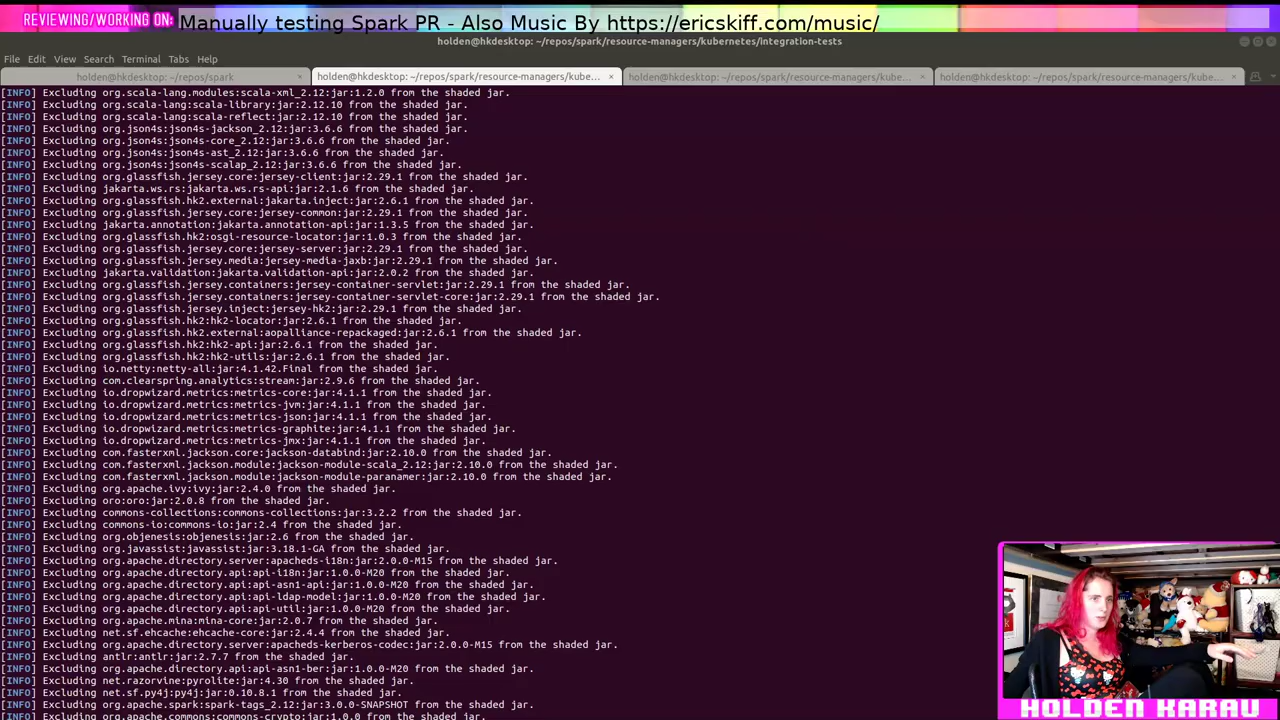 REVIEWING/WORKING ON:
Manually testing Spark PR - Also Music By https://ericskiff.com/music/
holden@hkdesktop: ~/repos/spark/resource-managers/kubernetes/integration-tests
File Edit View Search Terminal Tabs Help
holden@hkdesktop: ~/repos/spark × holden@hkdesktop: ~/repos/spark/resource-managers/kube... × holden@hkdesktop: ~/repos/spark/resource-managers/kube... × holden@hkdesktop: ~/repos/spark/resource-managers/kube... ×
[INFO] Excluding org.scala-lang.modules:scala-xml_2.12:jar:1.2.0 from the shaded jar.
[INFO] Excluding org.scala-lang:scala-library:jar:2.12.10 from the shaded jar.
[INFO] Excluding org.scala-lang:scala-reflect:jar:2.12.10 from the shaded jar.
[INFO] Excluding org.json4s:json4s-jackson_2.12:jar:3.6.6 from the shaded jar.
[INFO] Excluding org.json4s:json4s-core_2.12:jar:3.6.6 from the shaded jar.
[INFO] Excluding org.json4s:json4s-ast_2.12:jar:3.6.6 from the shaded jar.
[INFO] Excluding org.json4s:json4s-scalap_2.12:jar:3.6.6 from the shaded jar.
[INFO] Excluding org.glassfish.jersey.core:jersey-client:jar:2.29.1 from the shaded jar.
[INFO] Excluding jakarta.ws.rs:jakarta.ws.rs-api:jar:2.1.6 from the shaded jar.
[INFO] Excluding org.glassfish.hk2.external:jakarta.inject:jar:2.6.1 from the shaded jar.
[INFO] Excluding org.glassfish.jersey.core:jersey-common:jar:2.29.1 from the shaded jar.
[INFO] Excluding jakarta.annotation:jakarta.annotation-api:jar:1.3.5 from the shaded jar.
[INFO] Excluding org.glassfish.hk2:osgi-resource-locator:jar:1.0.3 from the shaded jar.
[INFO] Excluding org.glassfish.jersey.core:jersey-server:jar:2.29.1 from the shaded jar.
[INFO] Excluding org.glassfish.jersey.media:jersey-media-jaxb:jar:2.29.1 from the shaded jar.
[INFO] Excluding jakarta.validation:jakarta.validation-api:jar:2.0.2 from the shaded jar.
[INFO] Excluding org.glassfish.jersey.containers:jersey-container-servlet:jar:2.29.1 from the shaded jar.
[INFO] Excluding org.glassfish.jersey.containers:jersey-container-servlet-core:jar:2.29.1 from the shaded jar.
[INFO] Excluding org.glassfish.jersey.inject:jersey-hk2:jar:2.29.1 from the shaded jar.
[INFO] Excluding org.glassfish.hk2:hk2-locator:jar:2.6.1 from the shaded jar.
[INFO] Excluding org.glassfish.hk2.external:aopalliance-repackaged:jar:2.6.1 from the shaded jar.
[INFO] Excluding org.glassfish.hk2:hk2-api:jar:2.6.1 from the shaded jar.
[INFO] Excluding org.glassfish.hk2:hk2-utils:jar:2.6.1 from the shaded jar.
[INFO] Excluding io.netty:netty-all:jar:4.1.42.Final from the shaded jar.
[INFO] Excluding com.clearspring.analytics:stream:jar:2.9.6 from the shaded jar.
[INFO] Excluding io.dropwizard.metrics:metrics-core:jar:4.1.1 from the shaded jar.
[INFO] Excluding io.dropwizard.metrics:metrics-jvm:jar:4.1.1 from the shaded jar.
[INFO] Excluding io.dropwizard.metrics:metrics-json:jar:4.1.1 from the shaded jar.
[INFO] Excluding io.dropwizard.metrics:metrics-graphite:jar:4.1.1 from the shaded jar.
[INFO] Excluding io.dropwizard.metrics:metrics-jmx:jar:4.1.1 from the shaded jar.
[INFO] Excluding com.fasterxml.jackson.core:jackson-databind:jar:2.10.0 from the shaded jar.
[INFO] Excluding com.fasterxml.jackson.module:jackson-module-scala_2.12:jar:2.10.0 from the shaded jar.
[INFO] Excluding com.fasterxml.jackson.module:jackson-module-paranamer:jar:2.10.0 from the shaded jar.
[INFO] Excluding org.apache.ivy:ivy:jar:2.4.0 from the shaded jar.
[INFO] Excluding oro:oro:jar:2.0.8 from the shaded jar.
[INFO] Excluding commons-collections:commons-collections:jar:3.2.2 from the shaded jar.
[INFO] Excluding commons-io:commons-io:jar:2.4 from the shaded jar.
[INFO] Excluding org.objenesis:objenesis:jar:2.6 from the shaded jar.
[INFO] Excluding org.javassist:javassist:jar:3.18.1-GA from the shaded jar.
[INFO] Excluding org.apache.directory.server:apacheds-i18n:jar:2.0.0-M15 from the shaded jar.
[INFO] Excluding org.apache.directory.api:api-i18n:jar:1.0.0-M20 from the shaded jar.
[INFO] Excluding org.apache.directory.api:api-asn1-api:jar:1.0.0-M20 from the shaded jar.
[INFO] Excluding org.apache.directory.api:api-ldap-model:jar:1.0.0-M20 from the shaded jar.
[INFO] Excluding org.apache.directory.api:api-util:jar:1.0.0-M20 from the shaded jar.
[INFO] Excluding org.apache.mina:mina-core:jar:2.0.7 from the shaded jar.
[INFO] Excluding net.sf.ehcache:ehcache-core:jar:2.4.4 from the shaded jar.
[INFO] Excluding org.apache.directory.server:apacheds-kerberos-codec:jar:2.0.0-M15 from the shaded jar.
[INFO] Excluding antlr:antlr:jar:2.7.7 from the shaded jar.
[INFO] Excluding org.apache.directory.api:api-asn1-ber:jar:1.0.0-M20 from the shaded jar.
[INFO] Excluding net.razorvine:pyrolite:jar:4.30 from the shaded jar.
[INFO] Excluding net.sf.py4j:py4j:jar:0.10.8.1 from the shaded jar.
[INFO] Excluding org.apache.spark:spark-tags_2.12:jar:3.0.0-SNAPSHOT from the shaded jar.
[INFO] Excluding org.apache.commons:commons-crypto:jar:1.0.0 from the shaded jar.
HOLDEN KARAU